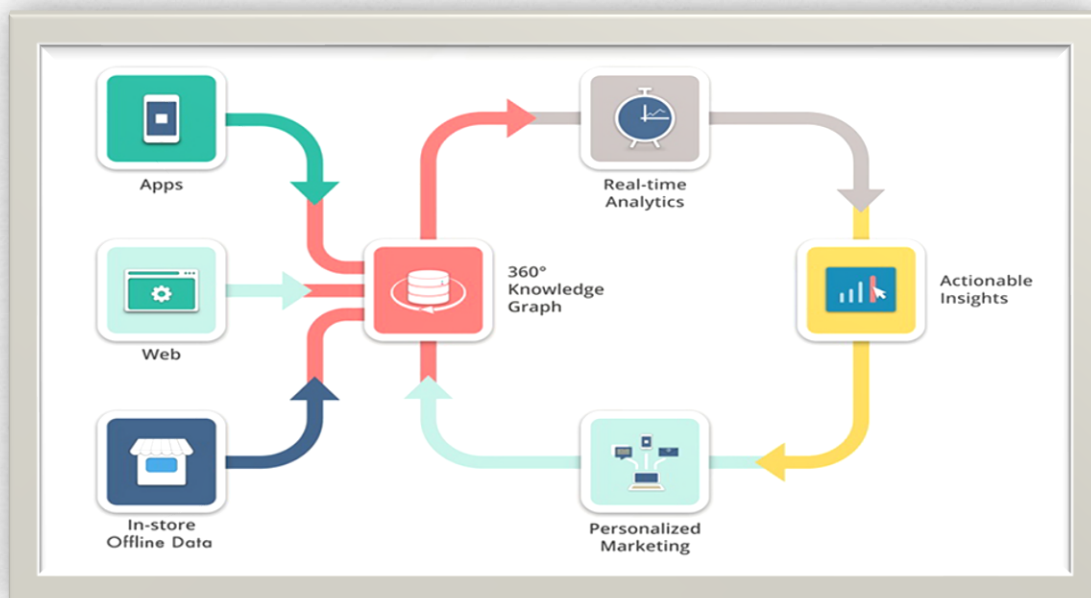 Apps
Real-time
Analytics
360°
Knowledge
Graph
Actionable
Insights
Web
In-store
Offline Data
Personalized
Marketing